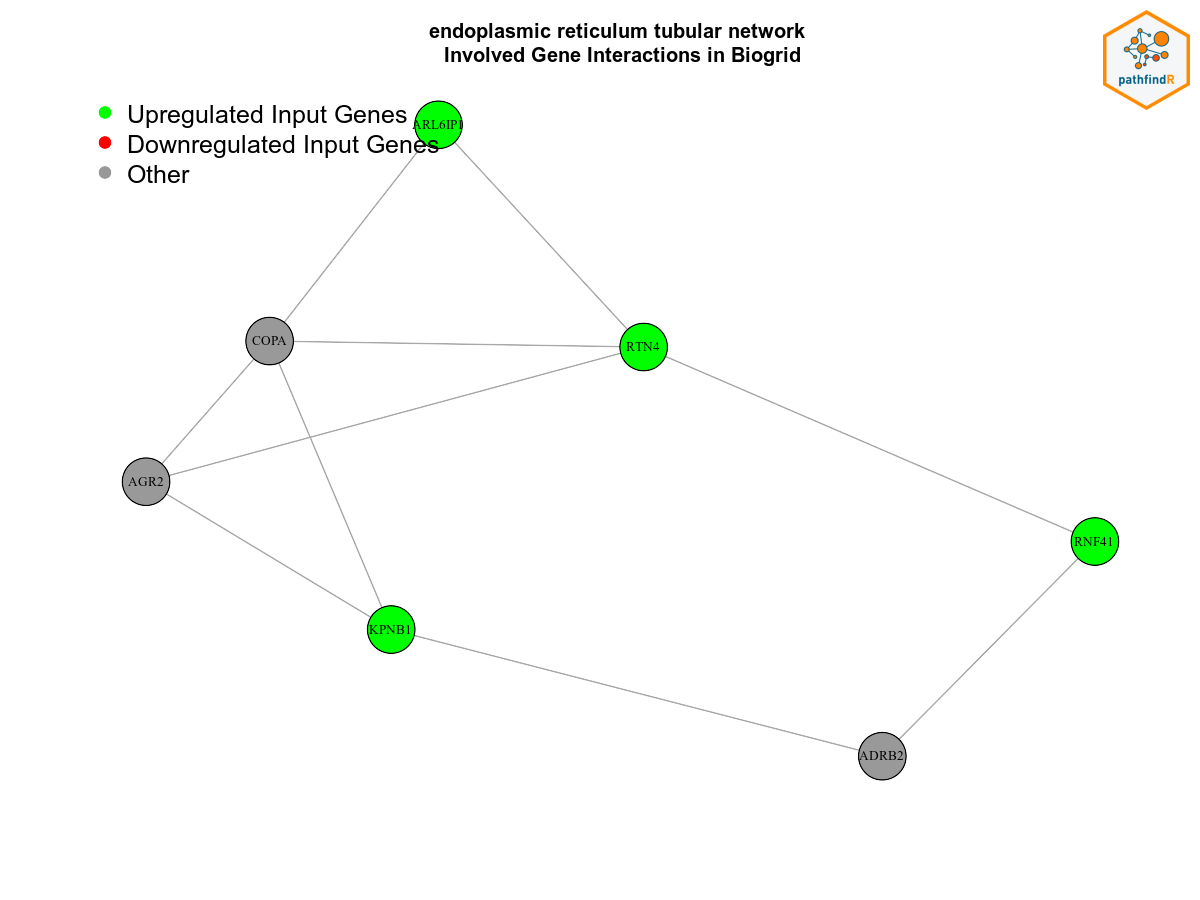 endoplasmic reticulum tubular network
Involved Gene Interactions in Biogrid
pathfindR
Upregulated Input Genes
Downregulated Input Genes
Other
ARL6IP1
COPA
RTN4
AGR2
RNF41
KPNB1
ADRB2